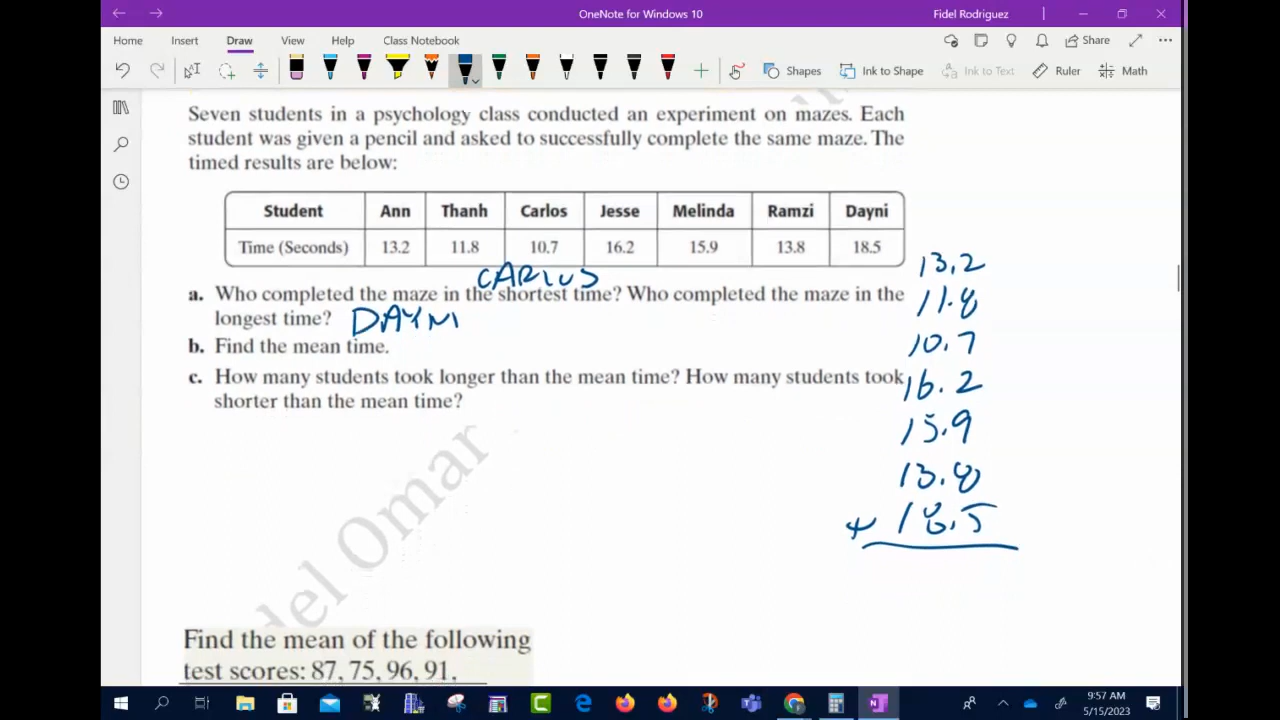 OneNote for Windows 10
Fidel Rodriguez
Home Insert Draw View Help Class Notebook
Share
Shapes Ink to Shape Ink to Text Ruler Math
Seven students in a psychology class conducted an experiment on mazes. Each
student was given a pencil and asked to successfully complete the same maze. The
timed results are below:
Student Ann Thanh Carlos Jesse Melinda Ramzi Dayni
Time (Seconds) 13.2 11.8 10.7 16.2 15.9 13.8 18.5
CARLOS
a. Who completed the maze in the shortest time? Who completed the maze in the
longest time? DAYNI
b. Find the mean time.
c. How many students took longer than the mean time? How many students took
shorter than the mean time?
13.2
11.8
10.7
16.2
15.9
13.8
+ 18.5
del Omar
Find the mean of the following
test scores: 87, 75, 96, 91,
9:57 AM
5/15/2023